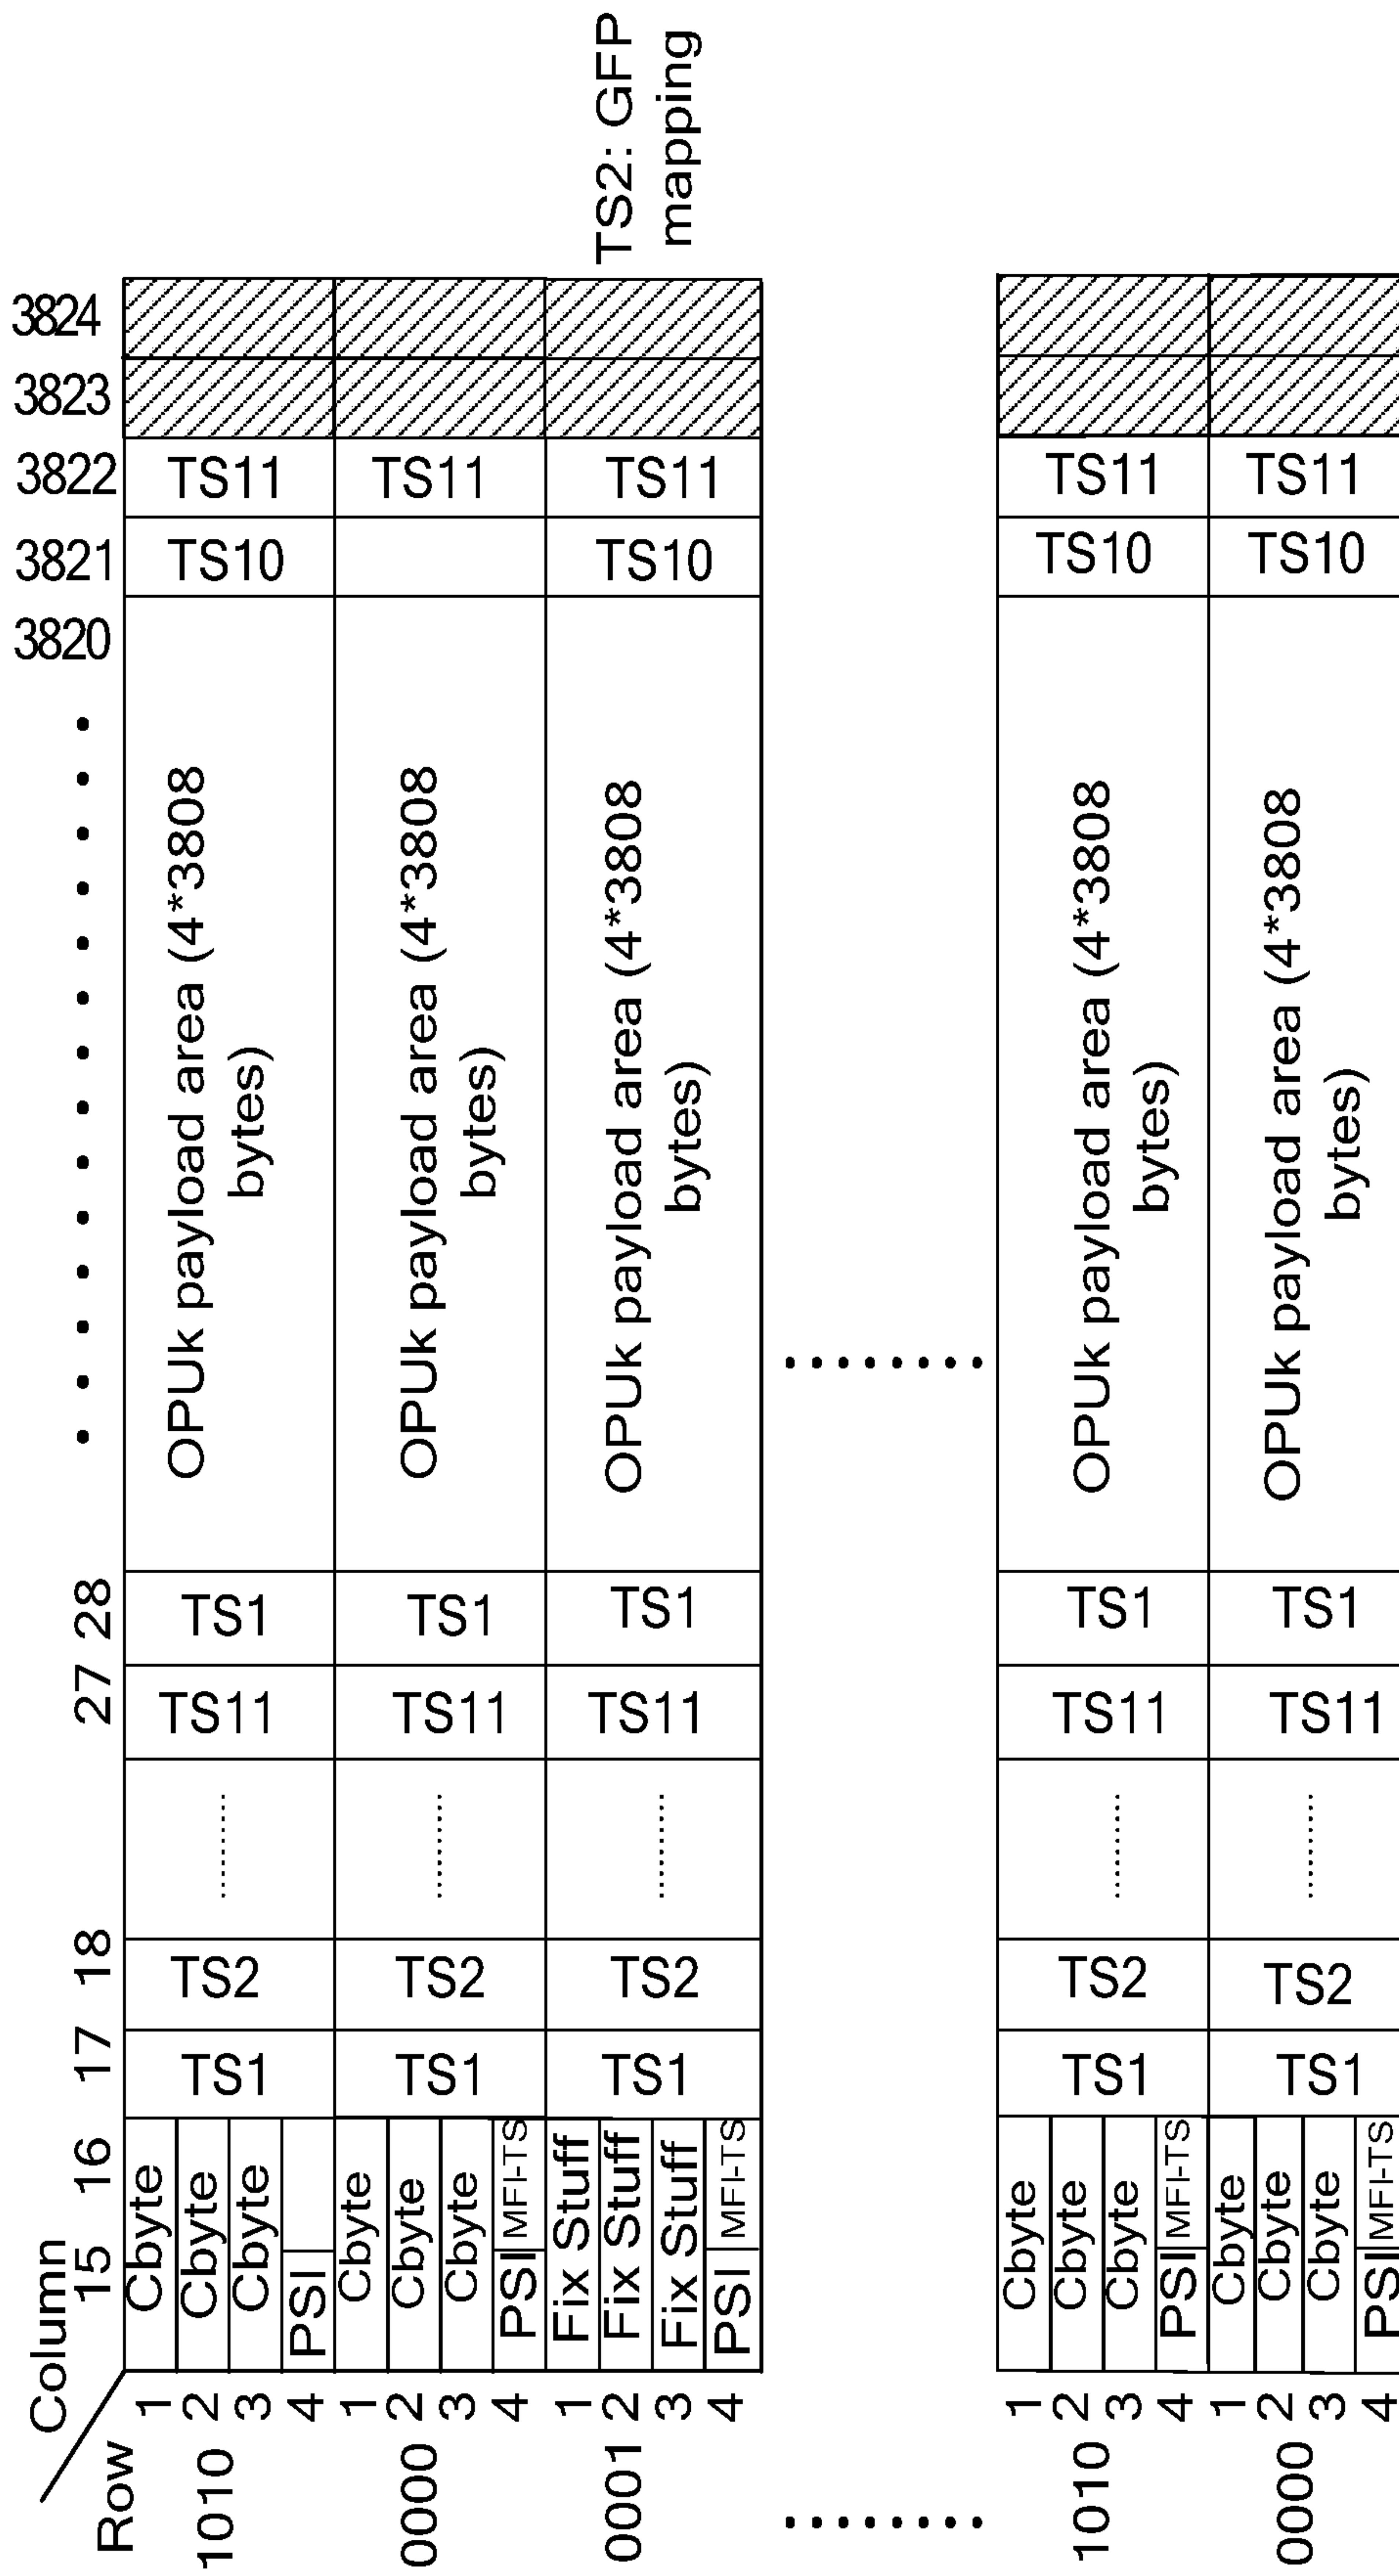 Column
Row
15 16 17 18 27 28 3820 3821 3822 3823 3824
1010
1 Cbyte
2 Cbyte
3 Cbyte
4 PSI
TS1 TS2 ........ TS11 TS1
OPUk payload area (4*3808
bytes)
TS10 TS11
0000
1 Cbyte
2 Cbyte
3 Cbyte
4 PSI MFI-TS
TS1 TS2 ........ TS11 TS1
OPUk payload area (4*3808
bytes)
TS11
0001
1 Fix Stuff
2 Fix Stuff
3 Fix Stuff
4 PSI MFI-TS
TS1 TS2 ........ TS11 TS1
OPUk payload area (4*3808
bytes)
TS10 TS11
TS2: GFP
mapping
1010
1 Cbyte
2 Cbyte
3 Cbyte
4 PSI MFI-TS
TS1 TS2 ........ TS11 TS1
OPUk payload area (4*3808
bytes)
TS10 TS11
0000
1 Cbyte
2 Cbyte
3 Cbyte
4 PSI MFI-TS
TS1 TS2 ........ TS11 TS1
OPUk payload area (4*3808
bytes)
TS10 TS11